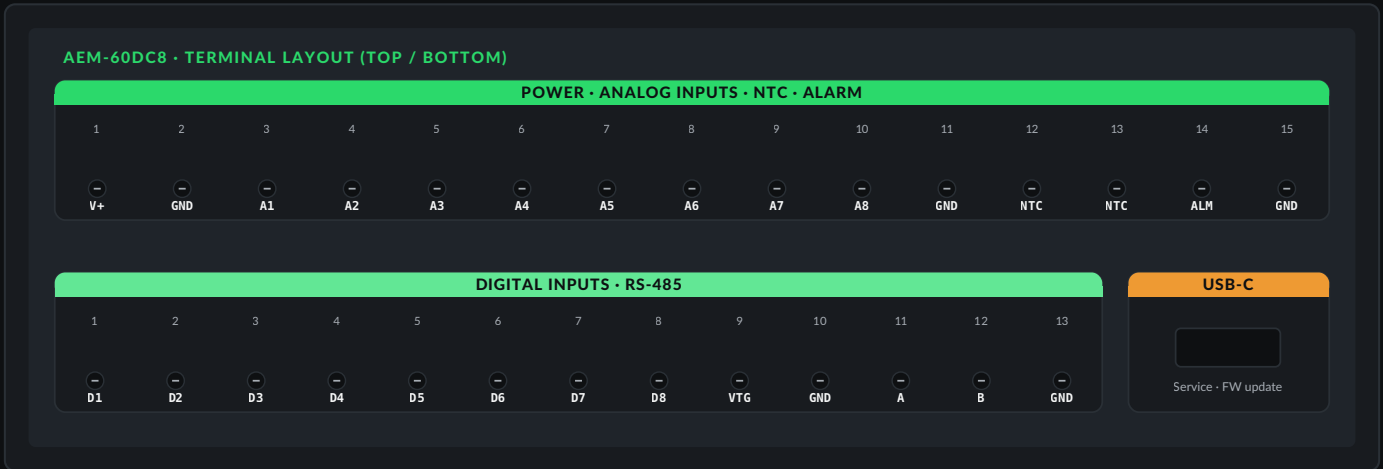 AEM-60DC8 · TERMINAL LAYOUT (TOP / BOTTOM)
POWER · ANALOG INPUTS · NTC · ALARM
1 2 3 4 5 6 7 8 9 10 11 12 13 14 15
V+ GND A1 A2 A3 A4 A5 A6 A7 A8 GND NTC NTC ALM GND
DIGITAL INPUTS · RS-485
1 2 3 4 5 6 7 8 9 10 11 12 13
D1 D2 D3 D4 D5 D6 D7 D8 VTG GND A B GND
USB-C
Service · FW update